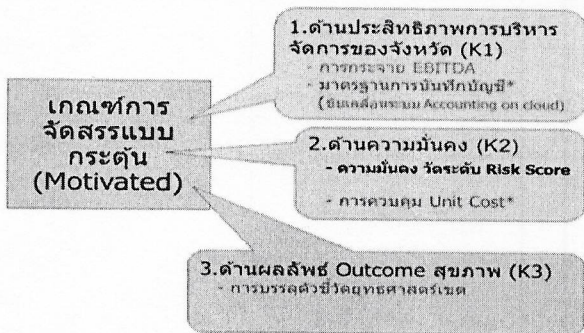 เกณฑ์การ
จัดสรรแบบ
กระตุ้น
(Motivated)
1.ด้านประสิทธิภาพการบริหาร
จัดการของจังหวัด (K1)
- การกระจาย EBITDA
- มาตรฐานการบันทึกบัญชี*
(ขับเคลื่อนระบบ Accounting on cloud)
2.ด้านความมั่นคง (K2)
- ความมั่นคง วัดระดับ Risk Score
- การควบคุม Unit Cost*
3.ด้านผลลัพธ์ Outcome สุขภาพ (K3)
- การบรรลุตัวชี้วัดยุทธศาสตร์เขต